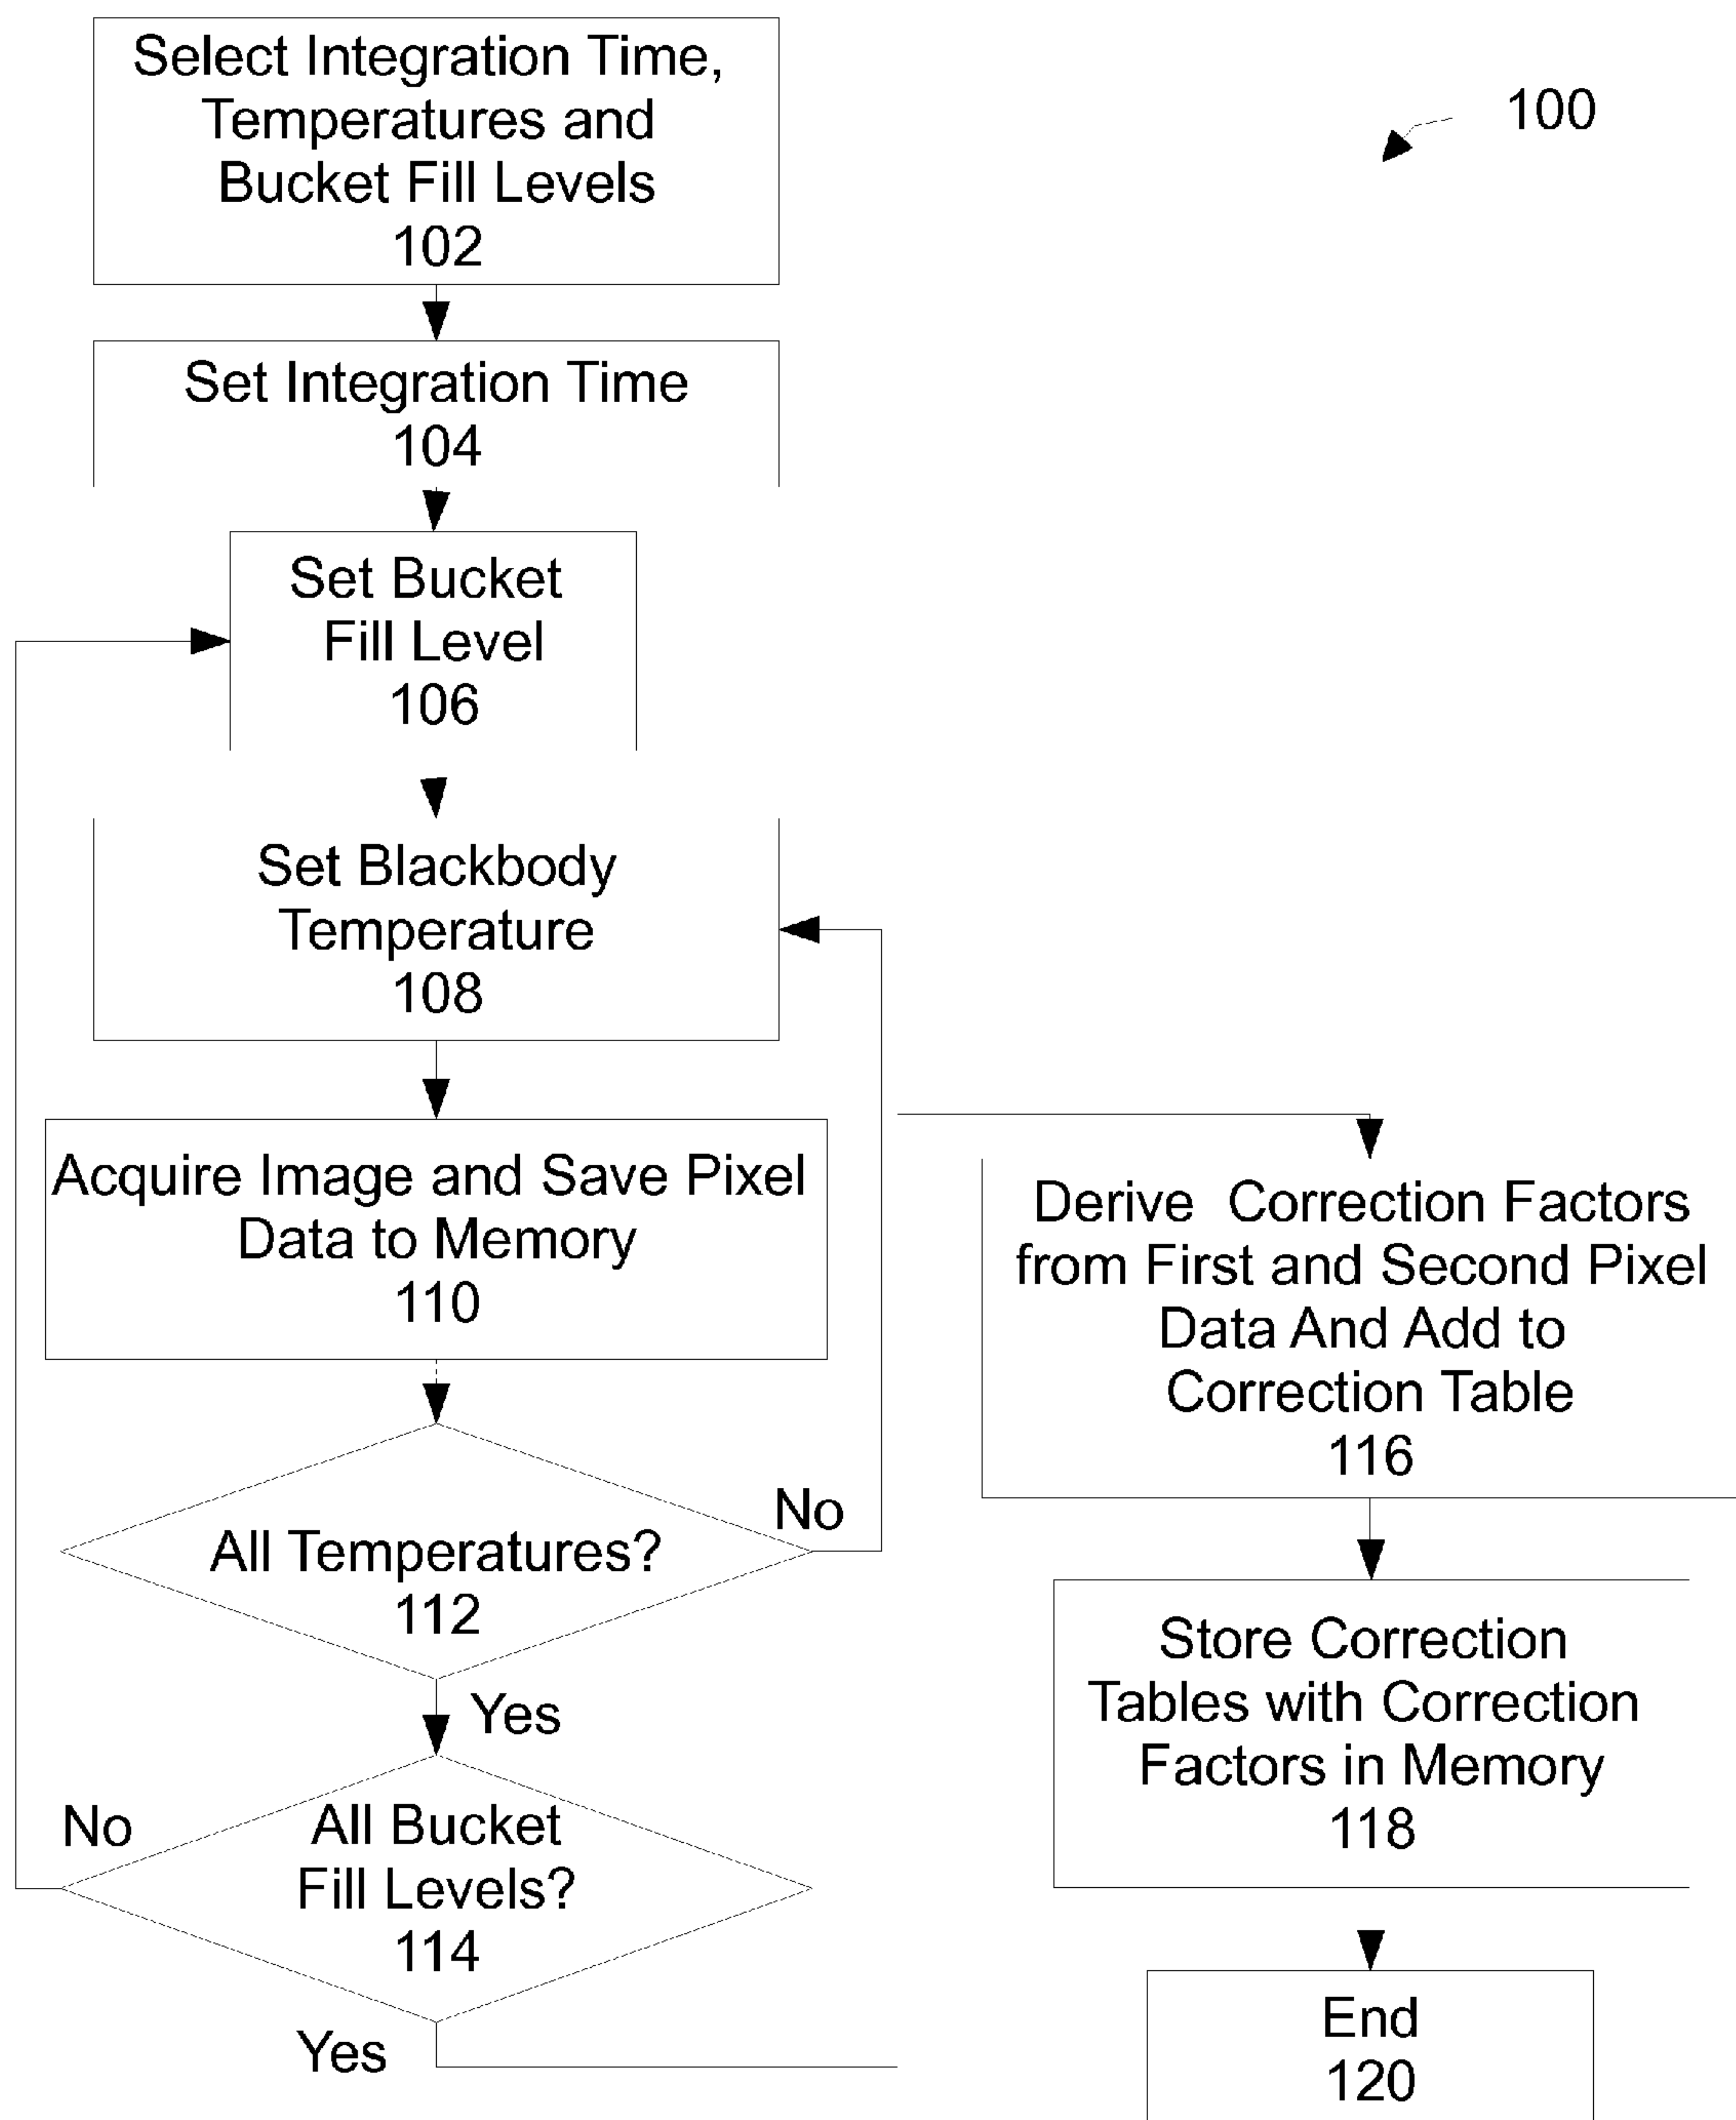 Select Integration Time,
Temperatures and
Bucket Fill Levels
102
100
Set Integration Time
104
Set Bucket
Fill Level
106
Set Blackbody
Temperature
108
Acquire Image and Save Pixel
Data to Memory
110
All Temperatures?
112
No
Yes
All Bucket
Fill Levels?
114
No
Yes
Derive Correction Factors
from First and Second Pixel
Data And Add to
Correction Table
116
Store Correction
Tables with Correction
Factors in Memory
118
End
120